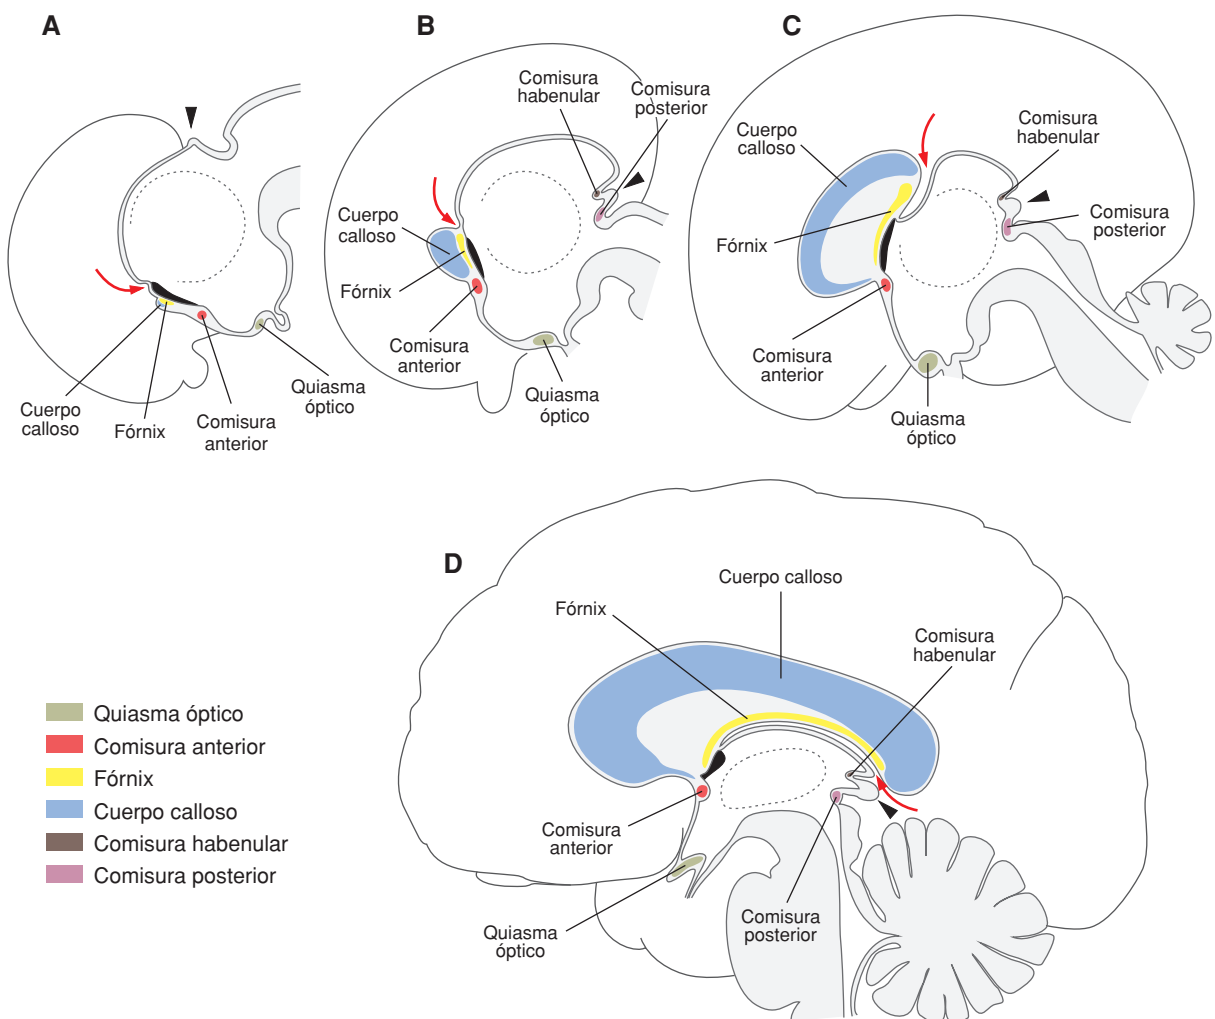 A
Cuerpo
calloso
Fórnix
Comisura
anterior
Quiasma
óptico
B
Comisura
habenular
Comisura
posterior
Cuerpo
calloso
Fórnix
Comisura
anterior
Quiasma
óptico
C
Cuerpo
calloso
Comisura
habenular
Comisura
posterior
Fórnix
Comisura
anterior
Quiasma
óptico
D
Cuerpo calloso
Fórnix
Comisura
habenular
Comisura
anterior
Comisura
posterior
Quiasma
óptico
Quiasma óptico
Comisura anterior
Fórnix
Cuerpo calloso
Comisura habenular
Comisura posterior